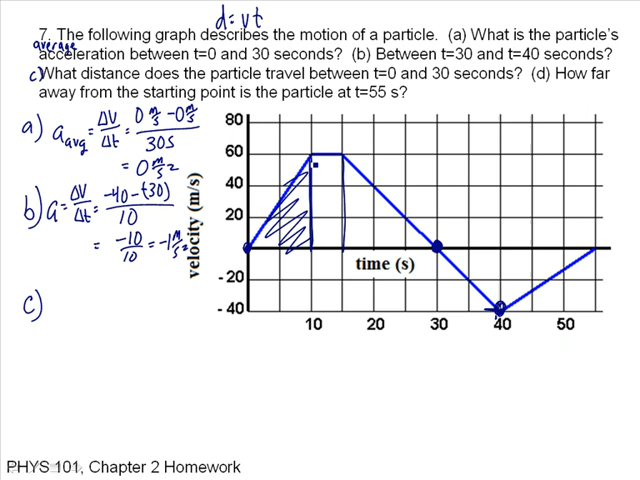 d=vt
7. The following graph describes the motion of a particle. (a) What is the particle's
average
acceleration between t=0 and 30 seconds? (b) Between t=30 and t=40 seconds?
c) What distance does the particle travel between t=0 and 30 seconds? (d) How far
away from the starting point is the particle at t=55 s?
a) a avg = ΔV/Δt = 0 m/s - 0 m/s / 30s
= 0 m/s²
b) a = ΔV/Δt = -40 - (30) / 10
= -10/10 = -1 m/s²
c)
velocity (m/s)
80
60
40
20
-20
-40
time (s)
10 20 30 40 50
PHYS 101, Chapter 2 Homework